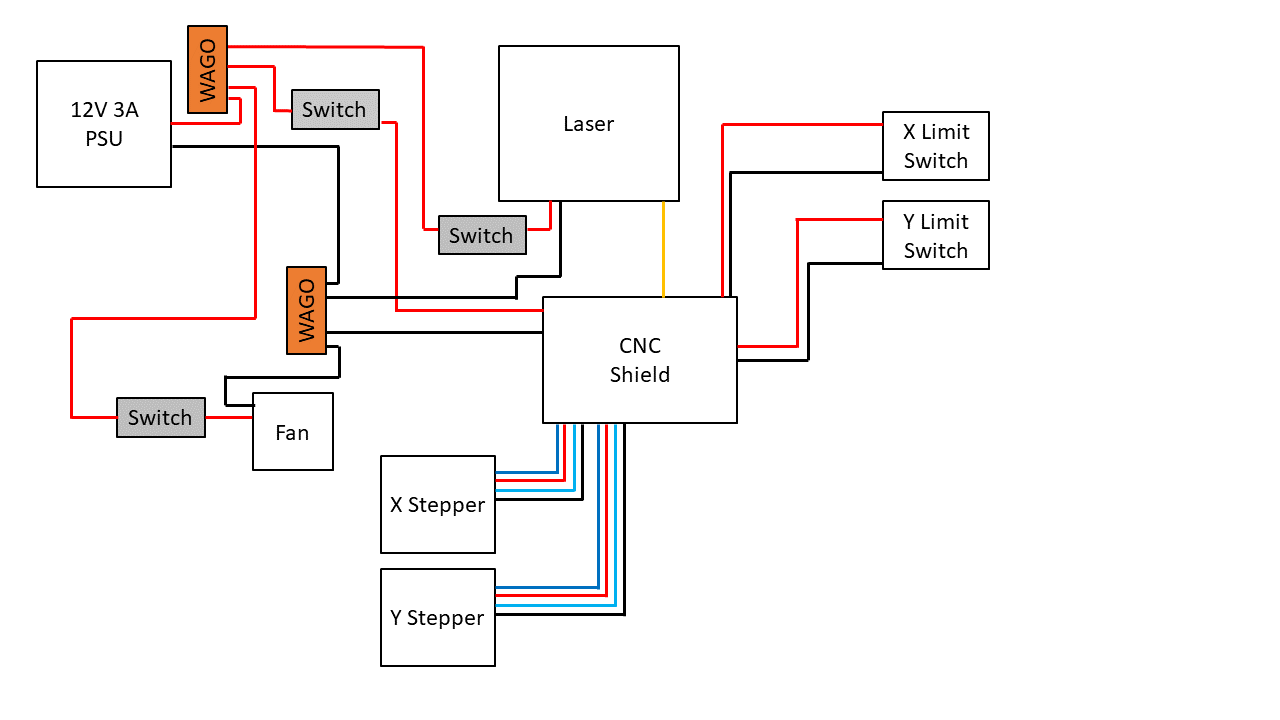 WAGO
12V 3A
PSU
Switch
Laser
X Limit
Switch
Y Limit
Switch
Switch
WAGO
CNC
Shield
Switch
Fan
X Stepper
Y Stepper